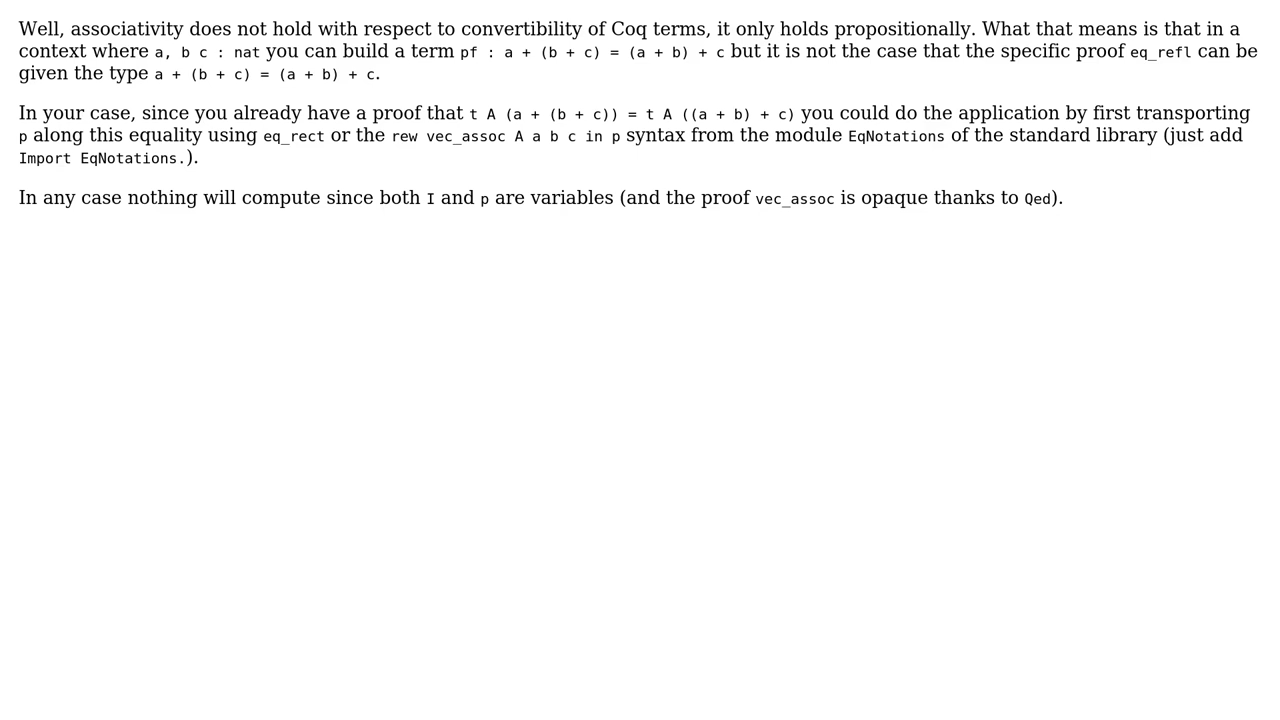 Well, associativity does not hold with respect to convertibility of Coq terms, it only holds propositionally. What that means is that in a
context where a, b c : nat you can build a term pf : a + (b + c) = (a + b) + c but it is not the case that the specific proof eq_refl can be
given the type a + (b + c) = (a + b) + c.
In your case, since you already have a proof that t A (a + (b + c)) = t A ((a + b) + c) you could do the application by first transporting
p along this equality using eq_rect or the rew vec_assoc A a b c in p syntax from the module EqNotations of the standard library (just add
Import EqNotations.).
In any case nothing will compute since both I and p are variables (and the proof vec_assoc is opaque thanks to Qed).